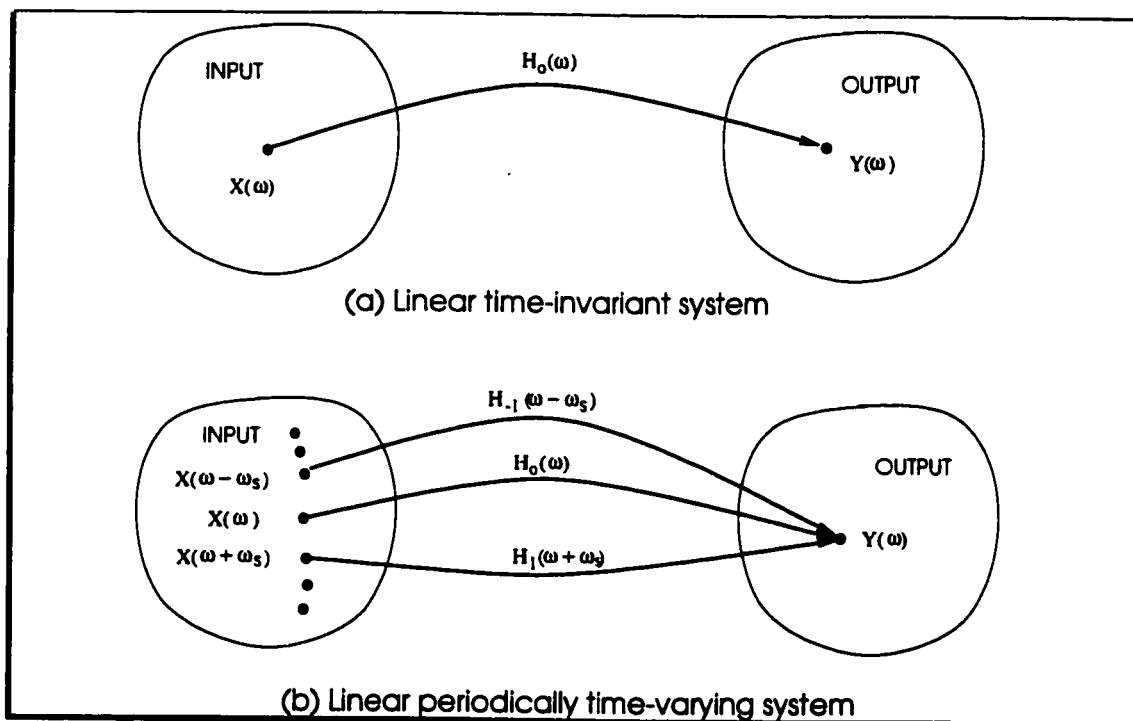 H₀(ω)
INPUT
OUTPUT
X(ω)
Y(ω)
(a) Linear time-invariant system
H₋₁(ω−ωₛ)
INPUT
X(ω−ωₛ)
H₀(ω)
OUTPUT
X(ω)
Y(ω)
X(ω+ωₛ)
H₁(ω+ωₛ)
(b) Linear periodically time-varying system